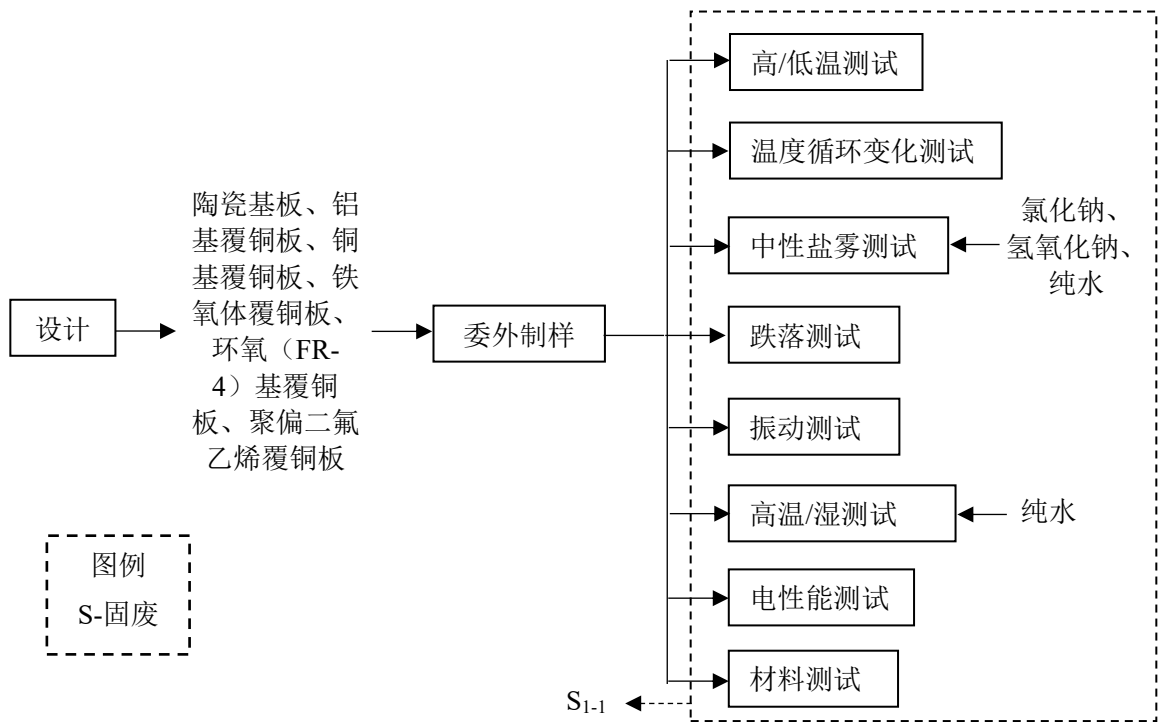 设计
陶瓷基板、铝
基覆铜板、铜
基覆铜板、铁
氧体覆铜板、
环氧（FR-
4）基覆铜
板、聚偏二氟
乙烯覆铜板
委外制样
高/低温测试
温度循环变化测试
中性盐雾测试
氯化钠、
氢氧化钠、
纯水
跌落测试
振动测试
高温/湿测试
纯水
电性能测试
材料测试
S1-1
图例
S-固废